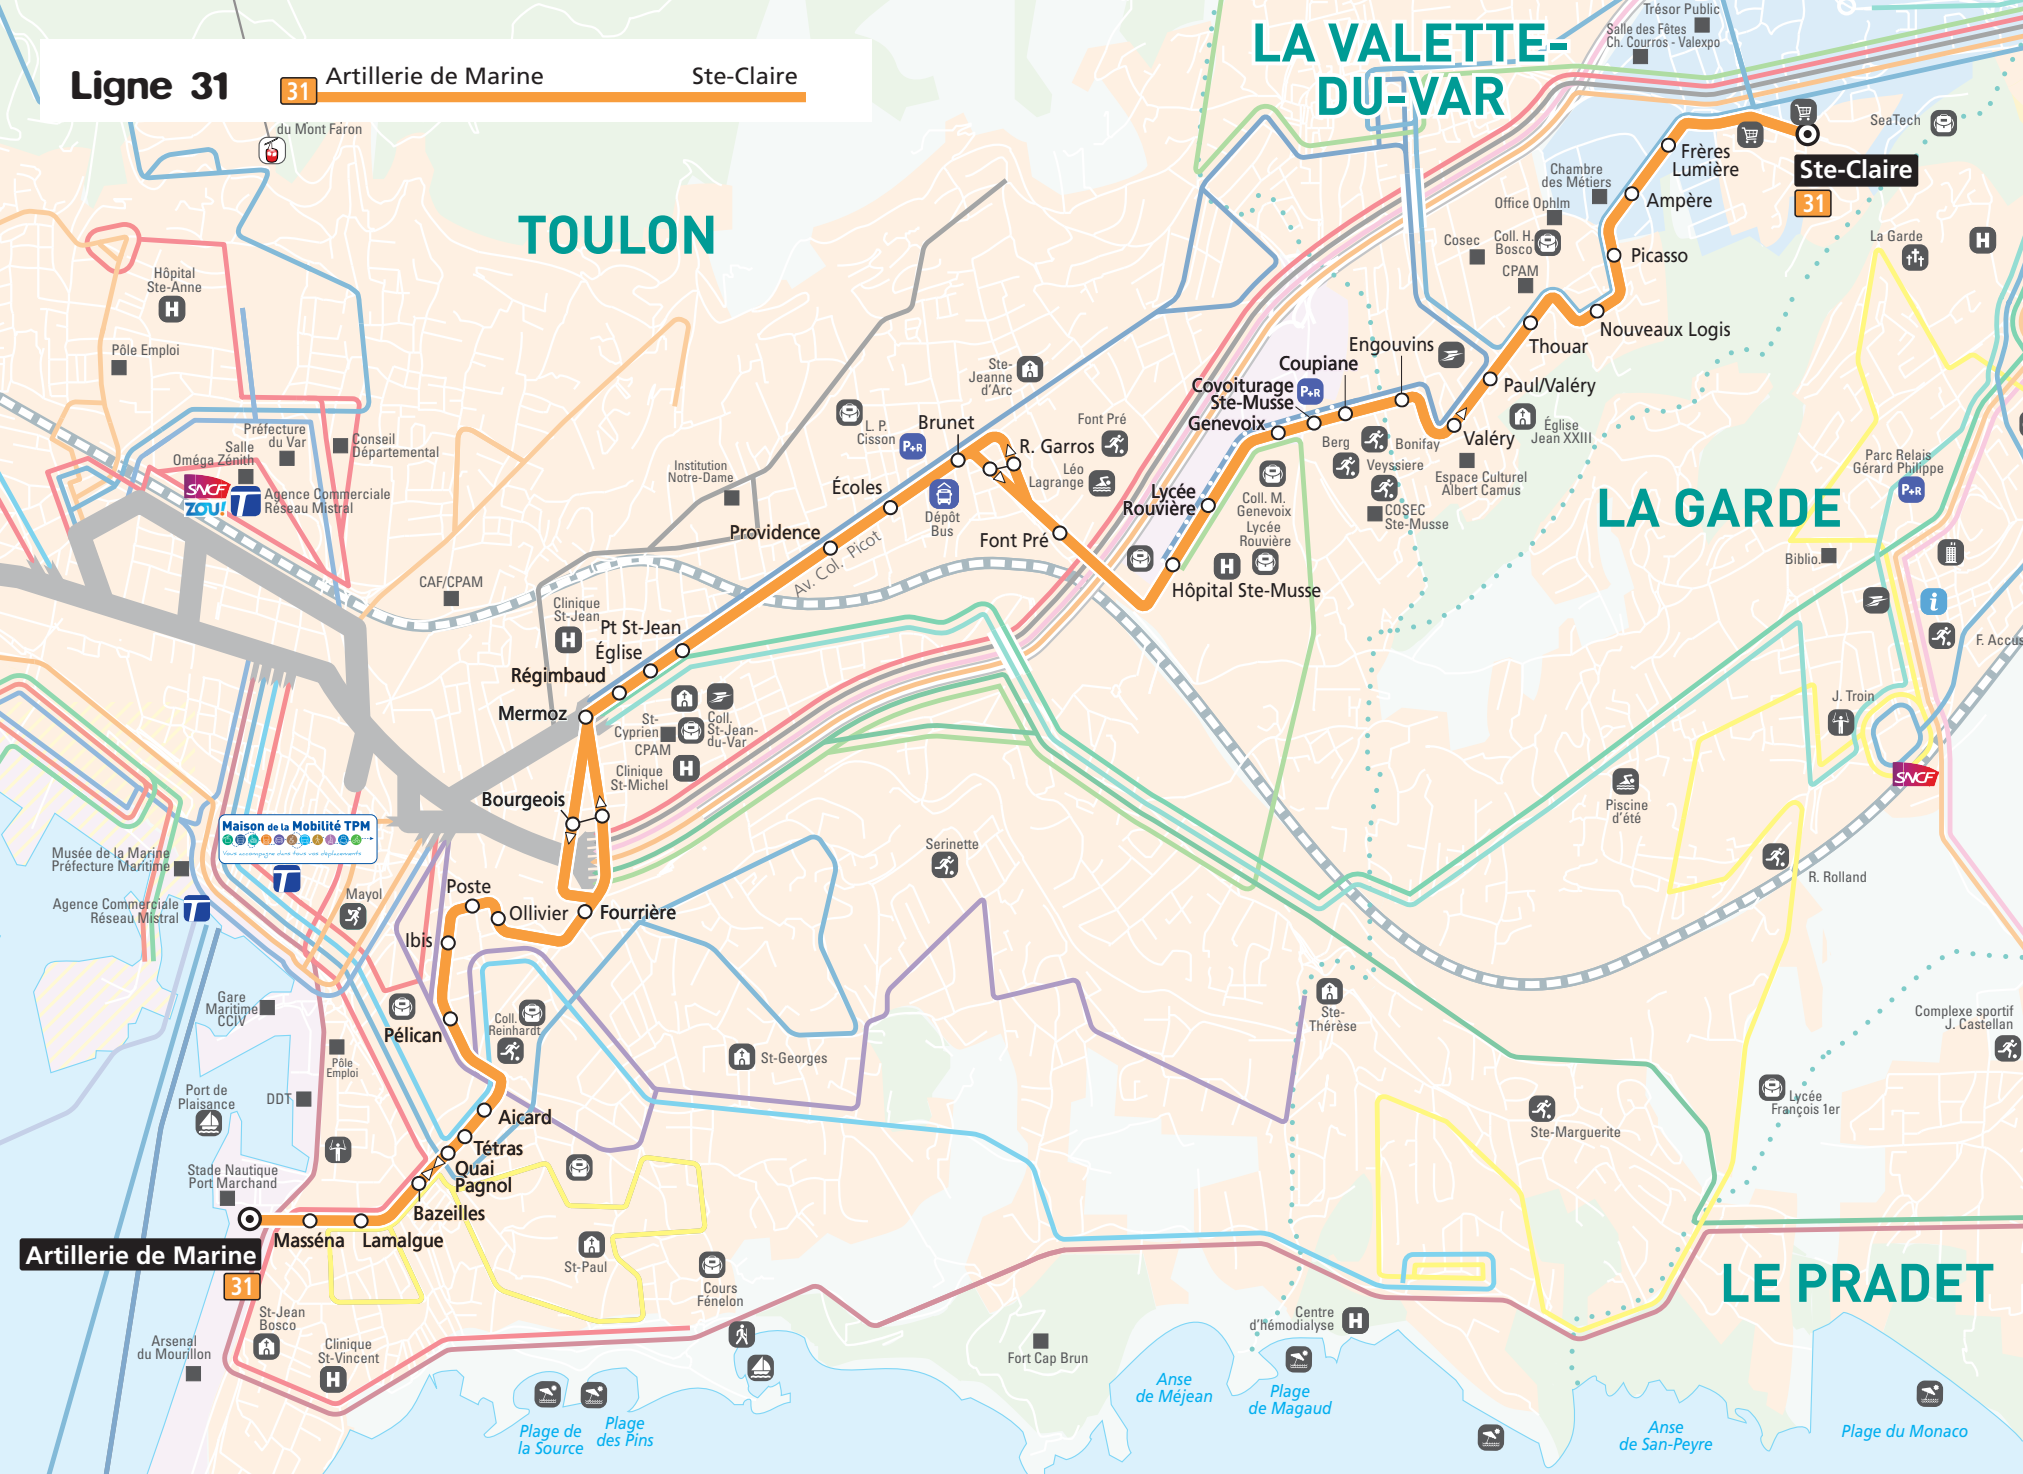 Ligne 31
31
Artillerie de Marine
Ste-Claire
LA VALETTE-
DU-VAR
Trésor Public
Salle des Fêtes
Ch. Courros - Valexpo
du Mont Faron
TOULON
SeaTech
Frères
Lumière
Ste-Claire
31
Chambre
des Métiers
Ampère
Office Ophlm
Cosec
Coll. H.
Bosco
CPAM
La Garde
H
Picasso
Nouveaux Logis
Thouar
Hôpital
Ste-Anne
H
Pôle Emploi
Engouvins
Coupiane
Covoiturage
Ste-Musse
P+R
Genevoix
Paul/Valéry
Valéry
Église
Jean XXIII
Berg
Bonifay
Veyssiere
Espace Culturel
Albert Camus
COSEC
Ste-Musse
Ste-
Jeanne
d'Arc
Font Pré
L. P.
Cisson
P+R
Brunet
R. Garros
Léo
Lagrange
Préfecture
du Var
Salle
Oméga Zénith
Conseil
Départemental
SNCF
ZOU!
T
Agence Commerciale
Réseau Mistral
Institution
Notre-Dame
Écoles
Dépôt
Bus
Providence
Av. Col. Picot
Font Pré
Lycée
Rouvière
Coll. M.
Genevoix
Lycée
Rouvière
H
Hôpital Ste-Musse
LA GARDE
Parc Relais
Gérard Philippe
P+R
Biblio.
i
F. Accus
CAF/CPAM
Clinique
St-Jean
H
Pt St-Jean
Église
Régimbaud
Mermoz
St-
Cyprien
CPAM
Coll.
St-Jean-
du-Var
Clinique
St-Michel
H
J. Troin
SNCF
Piscine
d'été
Bourgeois
Maison de la Mobilité TPM
Vous accompagne dans tous vos déplacements
T
Musée de la Marine
Préfecture Maritime
Agence Commerciale
Réseau Mistral
T
Mayol
Poste
Ollivier
Fourrière
Ibis
Serinette
R. Rolland
Gare
Maritime
CCIV
Pélican
Coll.
Reinhardt
Ste-
Thérèse
Complexe sportif
J. Castellan
Pôle
Emploi
St-Georges
Port de
Plaisance
DDT
Aicard
Tétras
Quai
Pagnol
Ste-Marguerite
Lycée
François 1er
Stade Nautique
Port Marchand
Bazeilles
Masséna
Lamalgue
Artillerie de Marine
31
St-Paul
Cours
Fénelon
LE PRADET
St-Jean
Bosco
Arsenal
du Mourillon
Clinique
St-Vincent
H
Centre
d'hémodialyse
H
Fort Cap Brun
Anse
de Méjean
Plage
de Magaud
Plage de
la Source
Plage
des Pins
Anse
de San-Peyre
Plage du Monaco